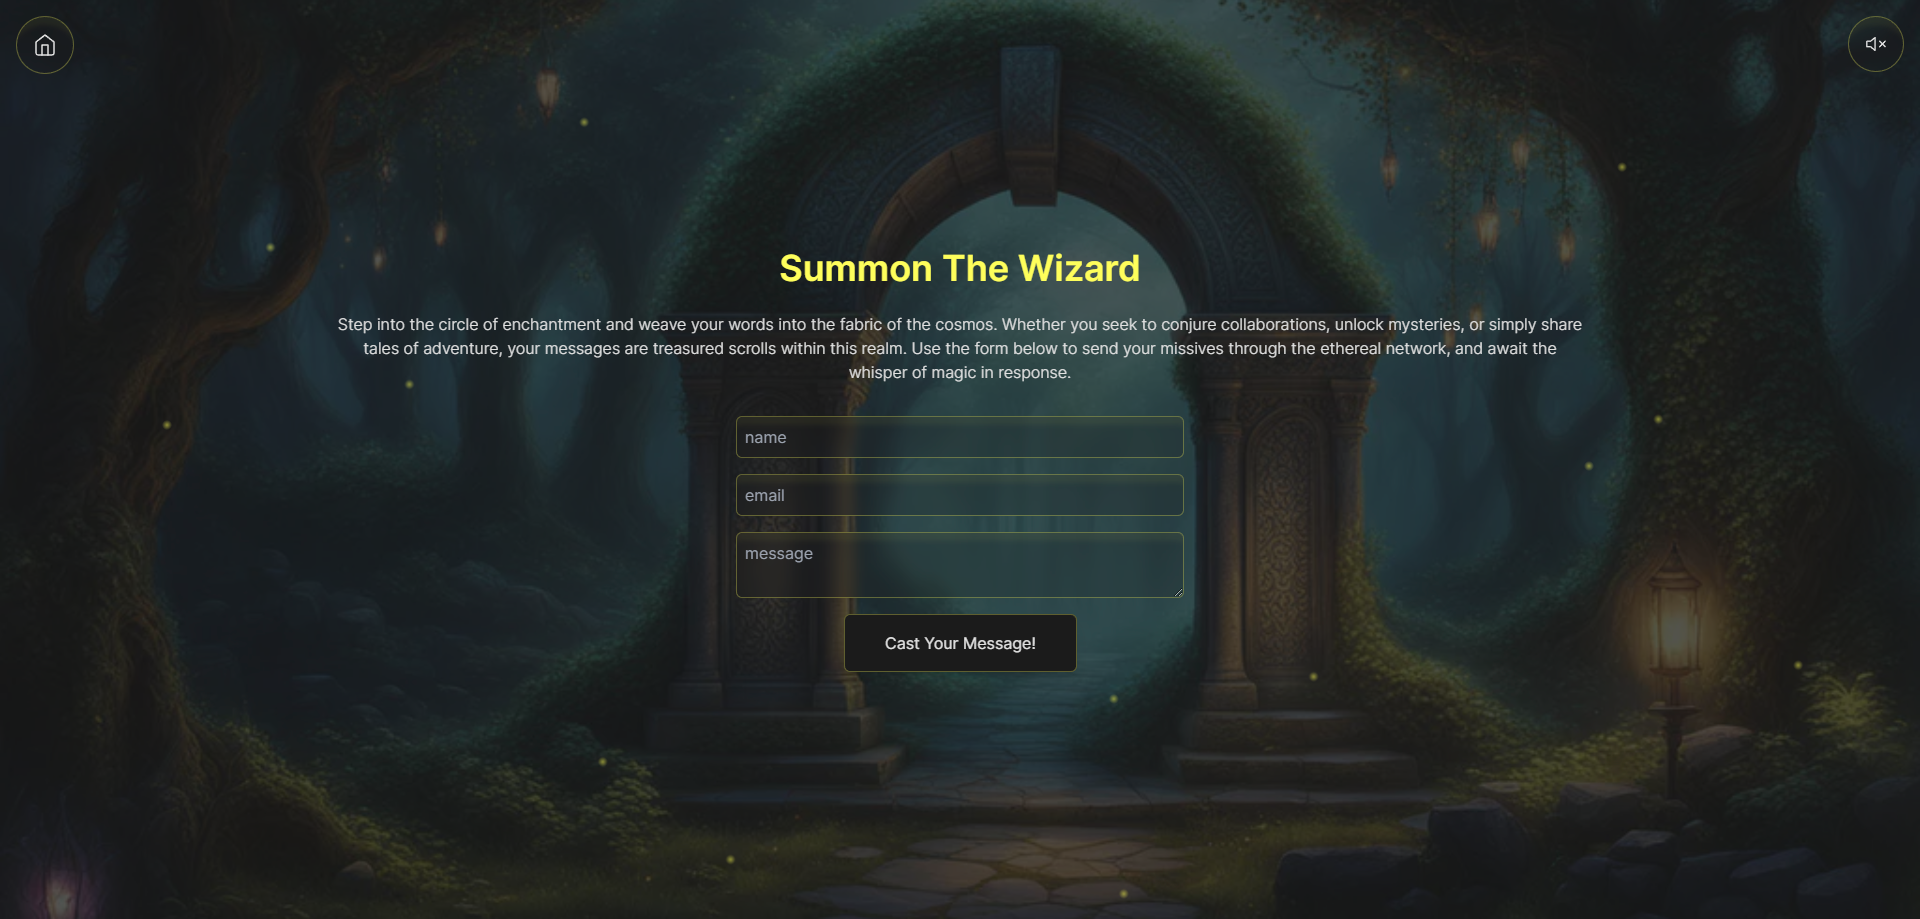 Summon The Wizard
Step into the circle of enchantment and weave your words into the fabric of the cosmos. Whether you seek to conjure collaborations, unlock mysteries, or simply share
tales of adventure, your messages are treasured scrolls within this realm. Use the form below to send your missives through the ethereal network, and await the
whisper of magic in response.
name
email
message
Cast Your Message!